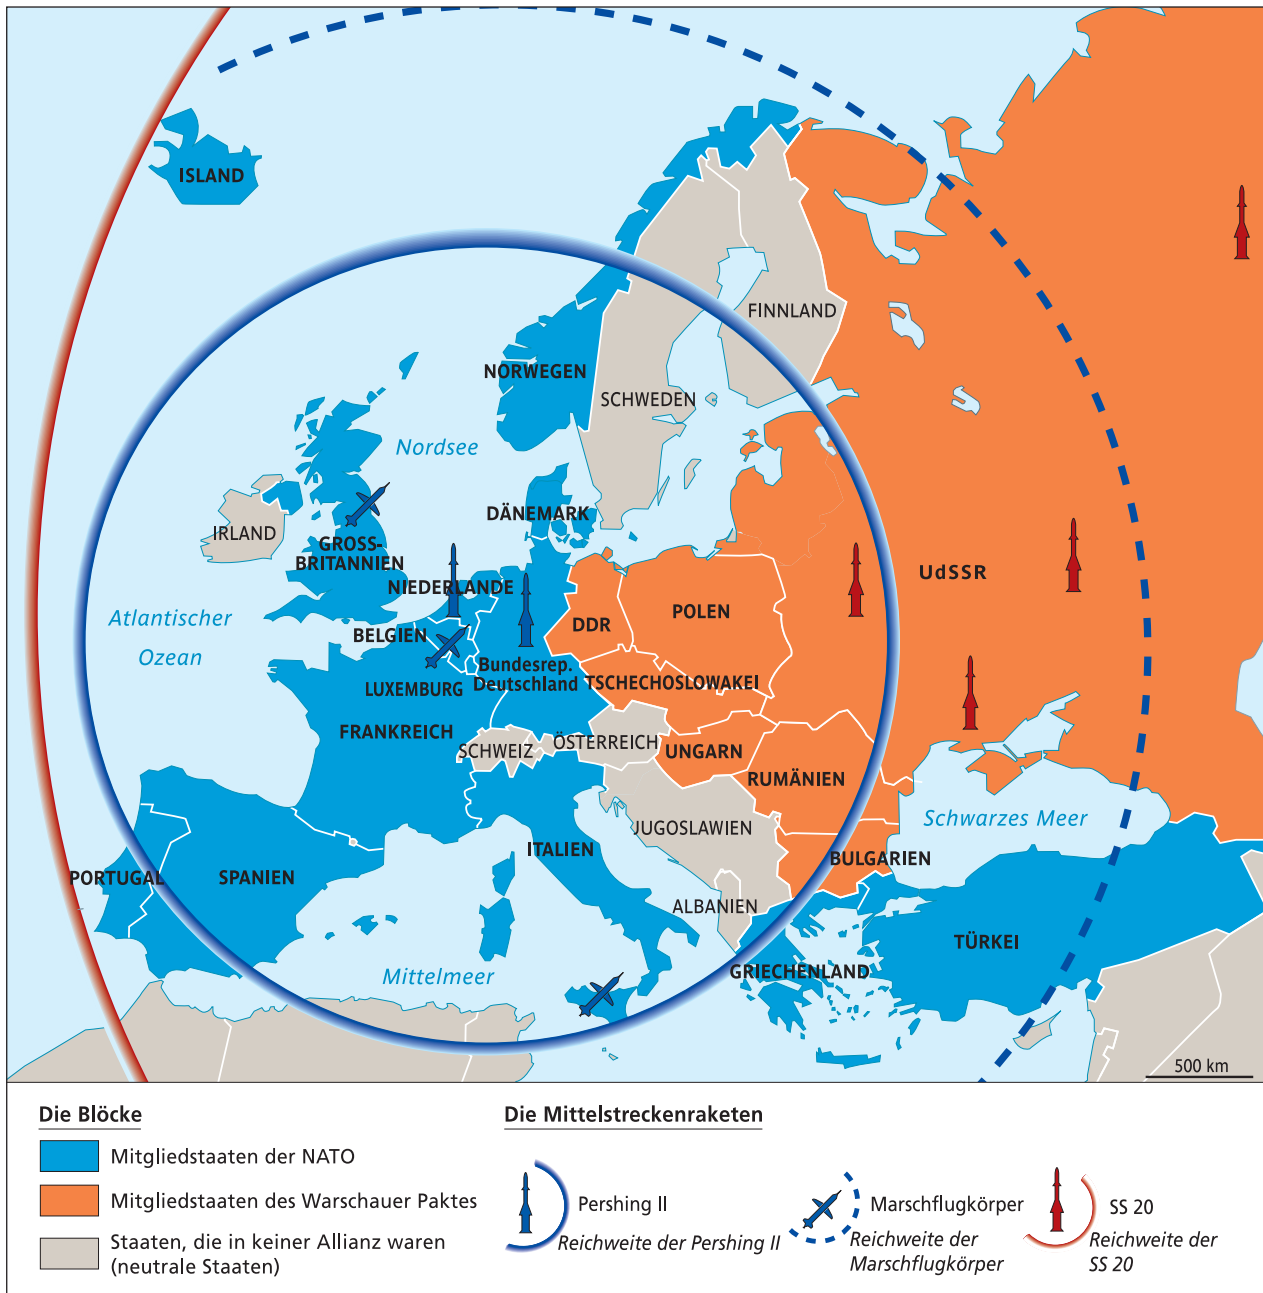 ISLAND
FINNLAND
NORWEGEN
SCHWEDEN
Nordsee
IRLAND
DÄNEMARK
GROSS-
BRITANNIEN
NIEDERLANDE
UdSSR
Atlantischer
Ozean
BELGIEN
DDR
POLEN
LUXEMBURG
Bundesrep.
Deutschland
TSCHECHOSLOWAKEI
FRANKREICH
SCHWEIZ
ÖSTERREICH
UNGARN
RUMÄNIEN
JUGOSLAWIEN
Schwarzes Meer
ITALIEN
BULGARIEN
PORTUGAL
SPANIEN
ALBANIEN
TÜRKEI
Mittelmeer
GRIECHENLAND
500 km
Die Blöcke
Mitgliedstaaten der NATO
Mitgliedstaaten des Warschauer Paktes
Staaten, die in keiner Allianz waren
(neutrale Staaten)
Die Mittelstreckenraketen
Pershing II
Reichweite der Pershing II
Marschflugkörper
Reichweite der
Marschflugkörper
SS 20
Reichweite der
SS 20